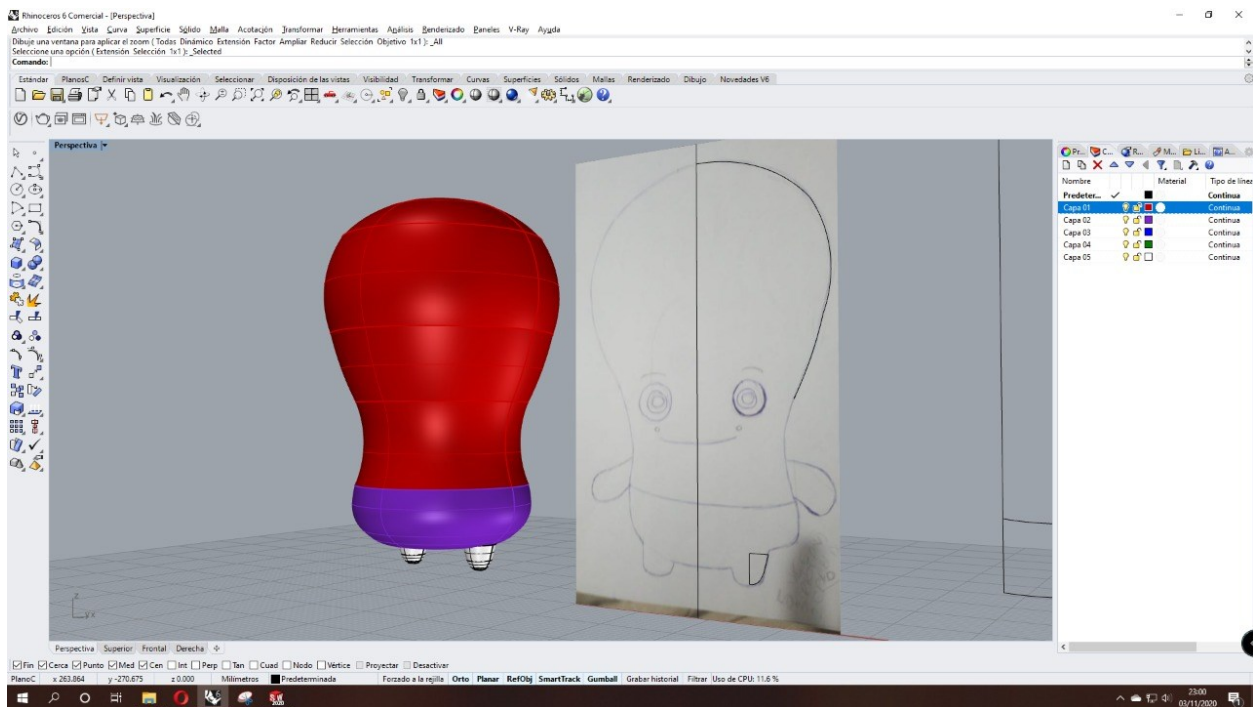 Rhinoceros 6 Comercial - [Perspectiva]
Archivo Edición Vista Curva Superficie Sólido Malla Acotación Transformar Herramientas Análisis Renderizado Paneles V-Ray Ayuda
Dibuje una ventana para aplicar el zoom ( Todas Dinámico Extensión Factor Ampliar Reducir Selección Objetivo 1x1 ): _All
Seleccione una opción ( Extensión Selección 1x1 ): _Selected
Comando:
Estándar PlanosC Definir vista Visualización Seleccionar Disposición de las vistas Visibilidad Transformar Curvas Superficies Sólidos Mallas Renderizado Dibujo Novedades V6
Perspectiva
Pr... C... R... M... Li... A...
Nombre Material Tipo de línea
Predeter... Continua
Capa 01 Continua
Capa 02 Continua
Capa 03 Continua
Capa 04 Continua
Capa 05 Continua
z
y x
Perspectiva Superior Frontal Derecha
Fin Cerca Punto Med Cen Int Perp Tan Cuad Nodo Vértice Proyectar Desactivar
PlanoC x 263.864 y -270.675 z 0.000 Milímetros Predeterminada Forzado a la rejilla Orto Planar RefObj SmartTrack Gumball Grabar historial Filtrar Uso de CPU: 11.6 %
23:00
03/11/2020